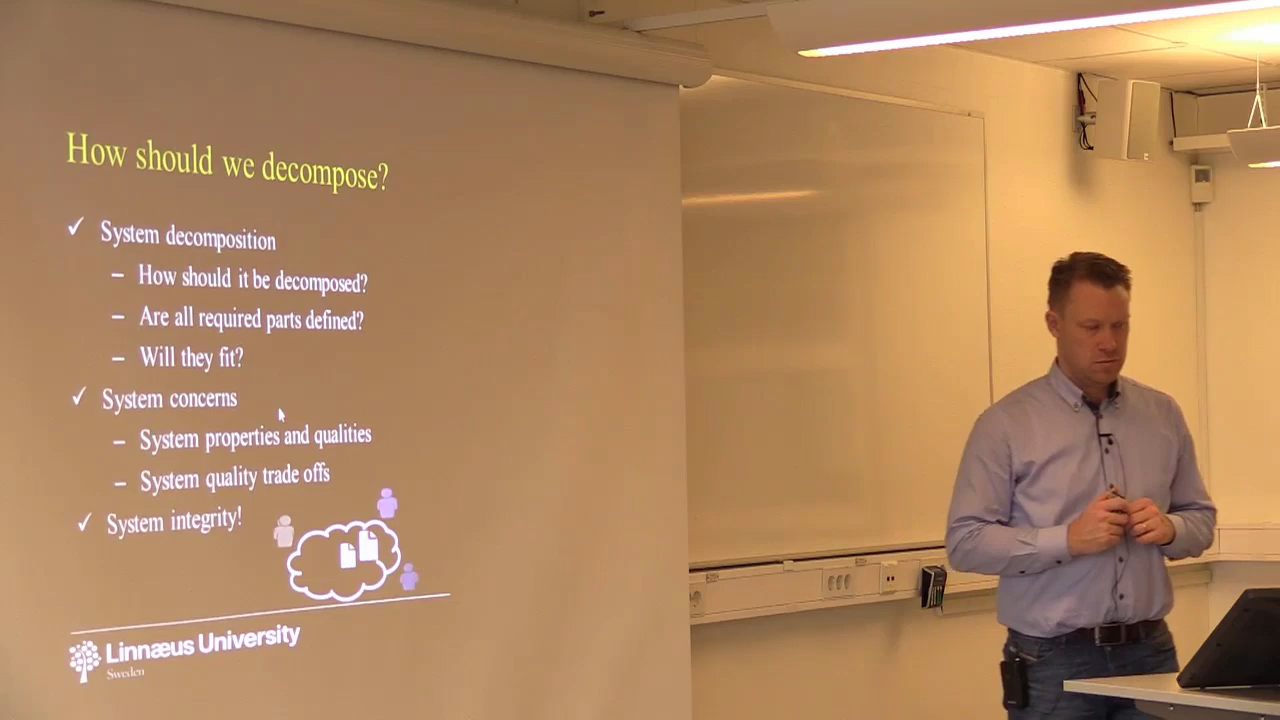 How should we decompose?
✓ System decomposition
– How should it be decomposed?
– Are all required parts defined?
– Will they fit?
✓ System concerns
– System properties and qualities
– System quality trade offs
✓ System integrity!
Linnæus University
Sweden